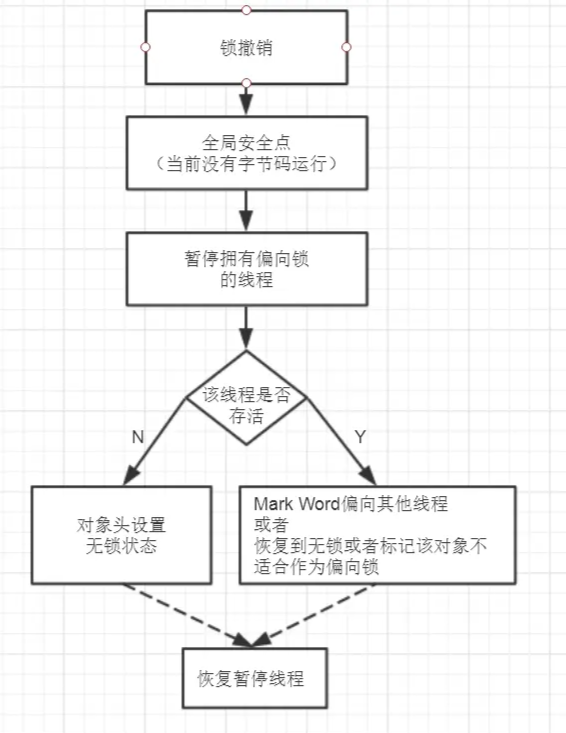 锁撤销
全局安全点
（当前没有字节码运行）
暂停拥有偏向锁
的线程
该线程是否
存活
N
Y
对象头设置
无锁状态
Mark Word偏向其他线程
或者
恢复到无锁或者标记该对象不
适合作为偏向锁
恢复暂停线程